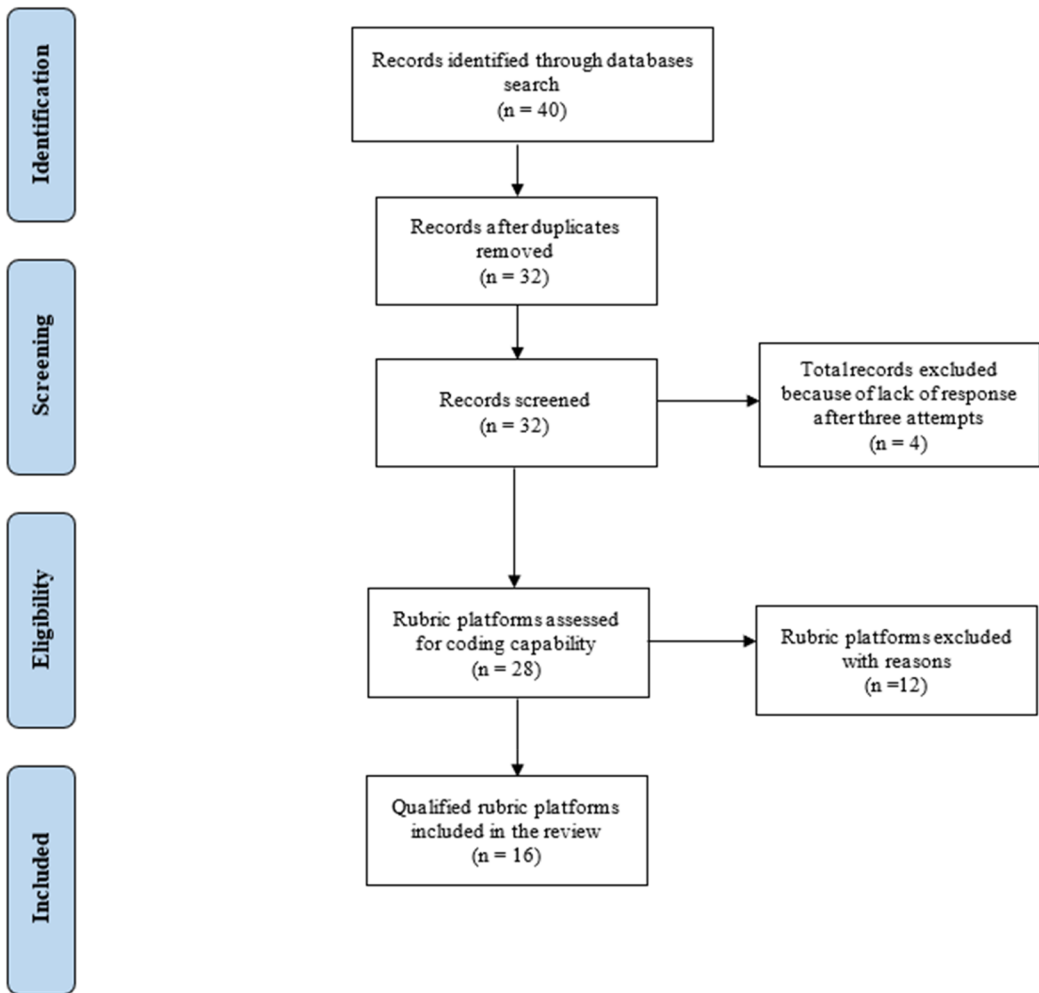 Identification
Records identified through databases
search
(n = 40)
Records after duplicates
removed
(n = 32)
Screening
Records screened
(n = 32)
Total records excluded
because of lack of response
after three attempts
(n = 4)
Eligibility
Rubric platforms assessed
for coding capability
(n = 28)
Rubric platforms excluded
with reasons
(n =12)
Included
Qualified rubric platforms
included in the review
(n = 16)